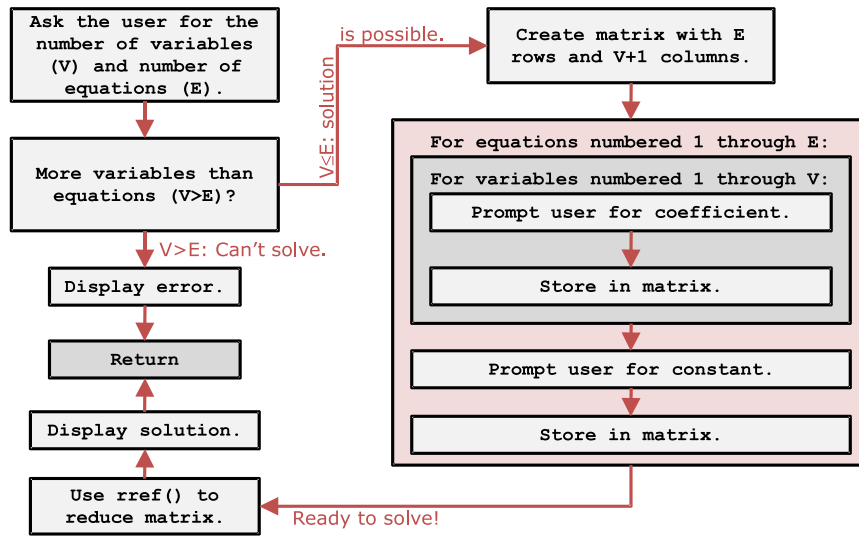 Ask the user for the
number of variables
(V) and number of
equations (E).
More variables than
equations (V>E)?
V≤E: solution
is possible.
V>E: Can't solve.
Display error.
Return
Display solution.
Use rref() to
reduce matrix.
Create matrix with E
rows and V+1 columns.
For equations numbered 1 through E:
For variables numbered 1 through V:
Prompt user for coefficient.
Store in matrix.
Prompt user for constant.
Store in matrix.
Ready to solve!